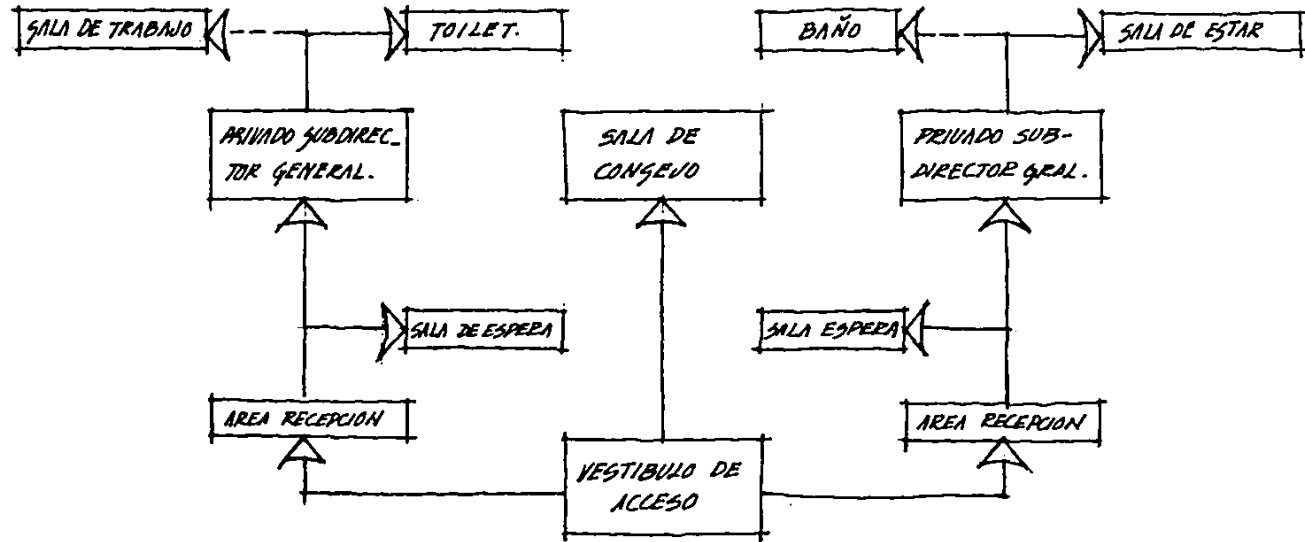 SALA DE TRABAJO
TOILET.
BAÑO
SALA DE ESTAR
PRIVADO SUBDIREC_
TOR GENERAL.
SALA DE
CONSEJO
PRIVADO SUB-
DIRECTOR GRAL.
SALA DE ESPERA
SALA ESPERA
AREA RECEPCION
AREA RECEPCION
VESTIBULO DE
ACCESO